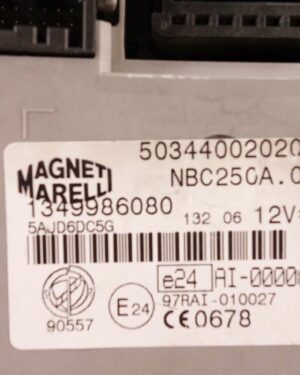 50344002020
MAGNETI
MARELLI
NBC250A.0
1349986080
132 06 12V
5AJD6DC5G
e24 AI-0000
E24
97RAI-010027
90557
CE0678